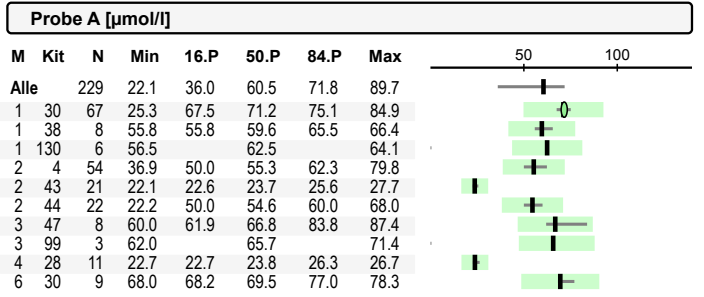 Probe A [µmol/l]
M Kit N Min 16.P 50.P 84.P Max 50 100
Alle 229 22.1 36.0 60.5 71.8 89.7
1 30 67 25.3 67.5 71.2 75.1 84.9
1 38 8 55.8 55.8 59.6 65.5 66.4
1 130 6 56.5 62.5 64.1
2 4 54 36.9 50.0 55.3 62.3 79.8
2 43 21 22.1 22.6 23.7 25.6 27.7
2 44 22 22.2 50.0 54.6 60.0 68.0
3 47 8 60.0 61.9 66.8 83.8 87.4
3 99 3 62.0 65.7 71.4
4 28 11 22.7 22.7 23.8 26.3 26.7
6 30 9 68.0 68.2 69.5 77.0 78.3